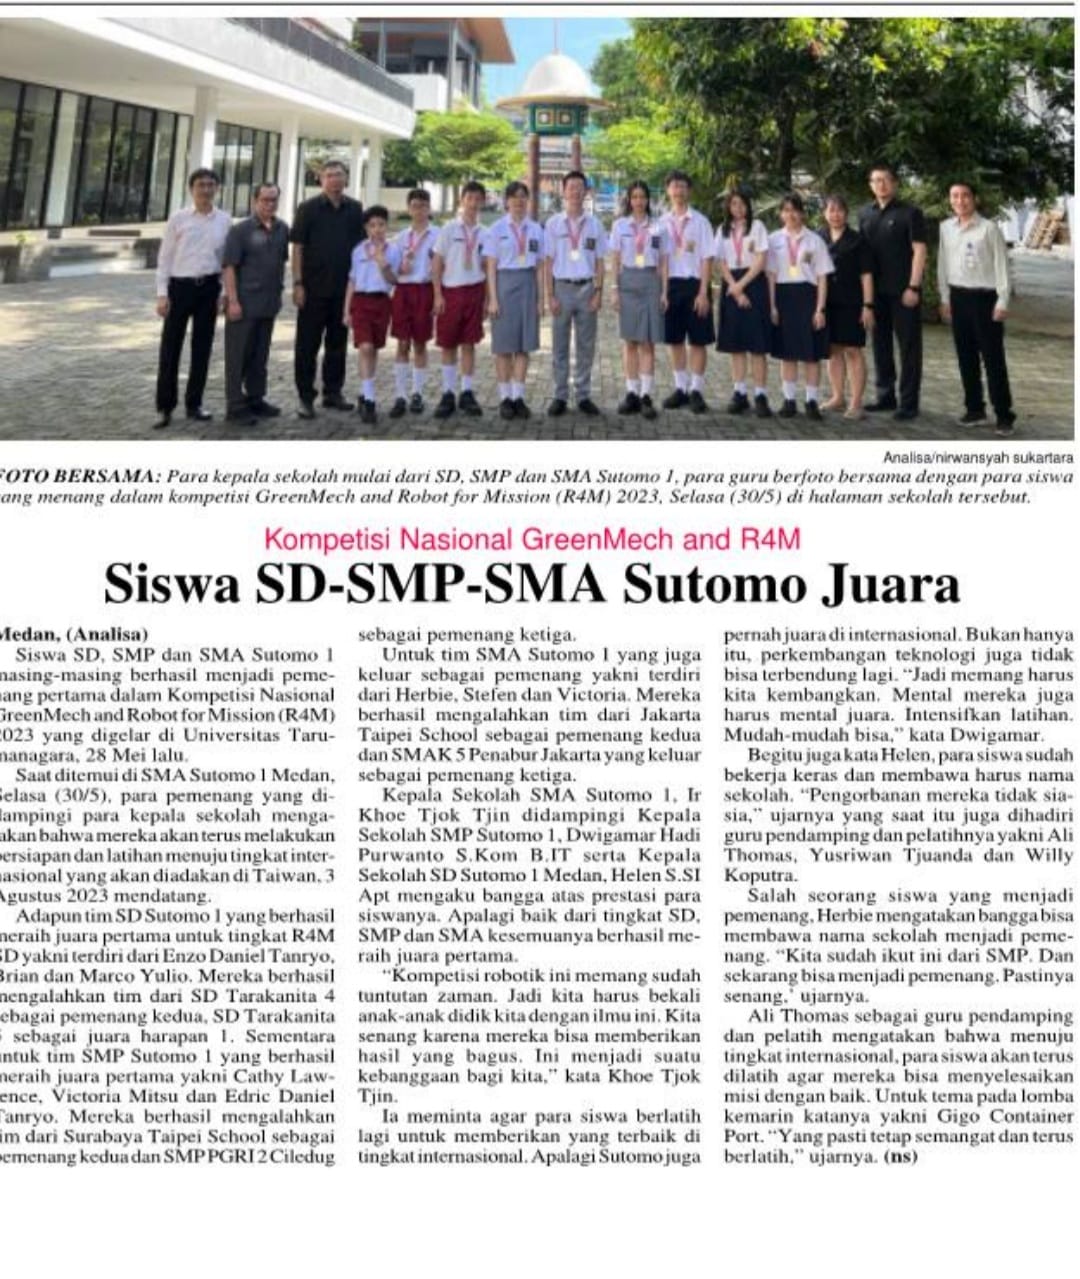 Analisa/nirwansyah sukartara
FOTO BERSAMA: Para kepala sekolah mulai dari SD, SMP dan SMA Sutomo 1, para guru berfoto bersama dengan para siswa
yang menang dalam kompetisi GreenMech and Robot for Mission (R4M) 2023, Selasa (30/5) di halaman sekolah tersebut.
Kompetisi Nasional GreenMech and R4M
Siswa SD-SMP-SMA Sutomo Juara
Medan, (Analisa)
Siswa SD, SMP dan SMA Sutomo 1
masing-masing berhasil menjadi peme-
nang pertama dalam Kompetisi Nasional
GreenMech and Robot for Mission (R4M)
2023 yang digelar di Universitas Taru-
managara, 28 Mei lalu.
Saat ditemui di SMA Sutomo 1 Medan,
Selasa (30/5), para pemenang yang di-
dampingi para kepala sekolah menga-
takan bahwa mereka akan terus melakukan
persiapan dan latihan menuju tingkat inter-
nasional yang akan diadakan di Taiwan, 3
Agustus 2023 mendatang.
Adapun tim SD Sutomo 1 yang berhasil
meraih juara pertama untuk tingkat R4M
SD yakni terdiri dari Enzo Daniel Tanryo,
Brian dan Marco Yulio. Mereka berhasil
mengalahkan tim dari SD Tarakanita 4
sebagai pemenang kedua, SD Tarakanita
sebagai juara harapan 1. Sementara
untuk tim SMP Sutomo 1 yang berhasil
meraih juara pertama yakni Cathy Law-
rence, Victoria Mitsu dan Edric Daniel
Tanryo. Mereka berhasil mengalahkan
tim dari Surabaya Taipei School sebagai
pemenang kedua dan SMP PGRI 2 Ciledug
sebagai pemenang ketiga.
Untuk tim SMA Sutomo 1 yang juga
keluar sebagai pemenang yakni terdiri
dari Herbie, Stefen dan Victoria. Mereka
berhasil mengalahkan tim dari Jakarta
Taipei School sebagai pemenang kedua
dan SMAK 5 Penabur Jakarta yang keluar
sebagai pemenang ketiga.
Kepala Sekolah SMA Sutomo 1, Ir
Khoe Tjok Tjin didampingi Kepala
Sekolah SMP Sutomo 1, Dwigamar Hadi
Purwanto S.Kom B.IT serta Kepala
Sekolah SD Sutomo 1 Medan, Helen S.SI
Apt mengaku bangga atas prestasi para
siswanya. Apalagi baik dari tingkat SD,
SMP dan SMA kesemuanya berhasil me-
raih juara pertama.
“Kompetisi robotik ini memang sudah
tuntutan zaman. Jadi kita harus bekali
anak-anak didik kita dengan ilmu ini. Kita
senang karena mereka bisa memberikan
hasil yang bagus. Ini menjadi suatu
kebanggaan bagi kita,” kata Khoe Tjok
Tjin.
Ia meminta agar para siswa berlatih
lagi untuk memberikan yang terbaik di
tingkat internasional. Apalagi Sutomo juga
pernah juara di internasional. Bukan hanya
itu, perkembangan teknologi juga tidak
bisa terbendung lagi. “Jadi memang harus
kita kembangkan. Mental mereka juga
harus mental juara. Intensifkan latihan.
Mudah-mudah bisa,” kata Dwigamar.
Begitu juga kata Helen, para siswa sudah
bekerja keras dan membawa harus nama
sekolah. “Pengorbanan mereka tidak sia-
sia,” ujarnya yang saat itu juga dihadiri
guru pendamping dan pelatihnya yakni Ali
Thomas, Yusriwan Tjuanda dan Willy
Koputra.
Salah seorang siswa yang menjadi
pemenang, Herbie mengatakan bangga bisa
membawa nama sekolah menjadi peme-
nang. “Kita sudah ikut ini dari SMP. Dan
sekarang bisa menjadi pemenang. Pastinya
senang,’ ujarnya.
Ali Thomas sebagai guru pendamping
dan pelatih mengatakan bahwa menuju
tingkat internasional, para siswa akan terus
dilatih agar mereka bisa menyelesaikan
misi dengan baik. Untuk tema pada lomba
kemarin katanya yakni Gigo Container
Port. “Yang pasti tetap semangat dan terus
berlatih,” ujarnya. (ns)